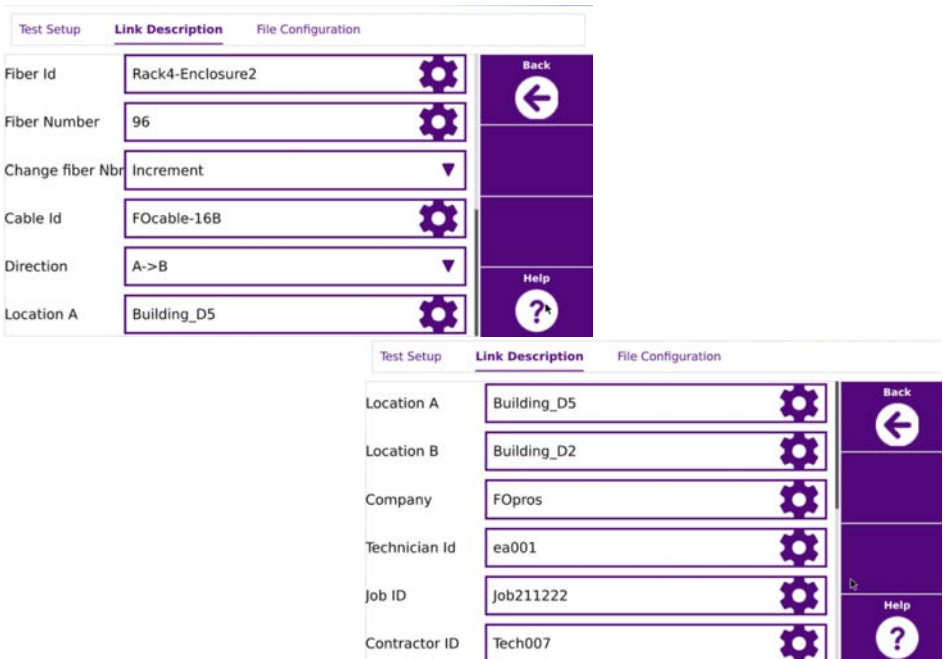 Test Setup Link Description File Configuration
Fiber Id Rack4-Enclosure2
Back
Fiber Number 96
Change fiber Nbr Increment
Cable Id FOcable-16B
Direction A->B
Help
Location A Building_D5
?
Test Setup Link Description File Configuration
Location A Building_D5
Back
Location B Building_D2
Company FOpros
Technician Id ea001
Job ID Job211222
Help
Contractor ID Tech007
?